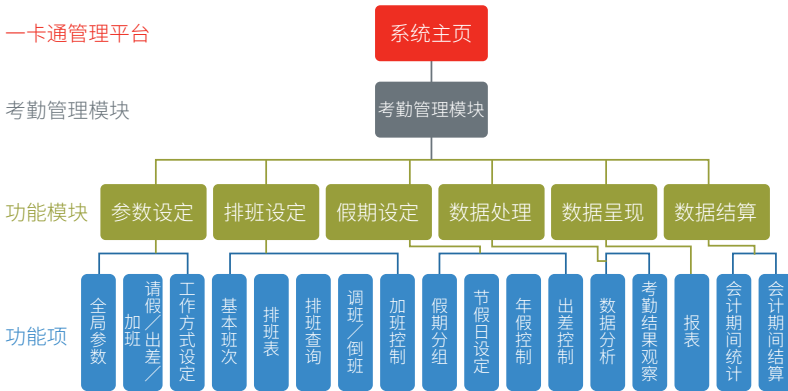 一卡通管理平台
系统主页
考勤管理模块
考勤管理模块
功能模块
参数设定
排班设定
假期设定
数据处理
数据呈现
数据结算
功能项
全局参数
请假／出差／
加班
工作方式设定
基本班次
排班表
排班查询
调班／倒班
加班控制
假期分组
节假日设定
年假控制
出差控制
数据分析
考勤结果观察
报表
会计期间统计
会计期间结算